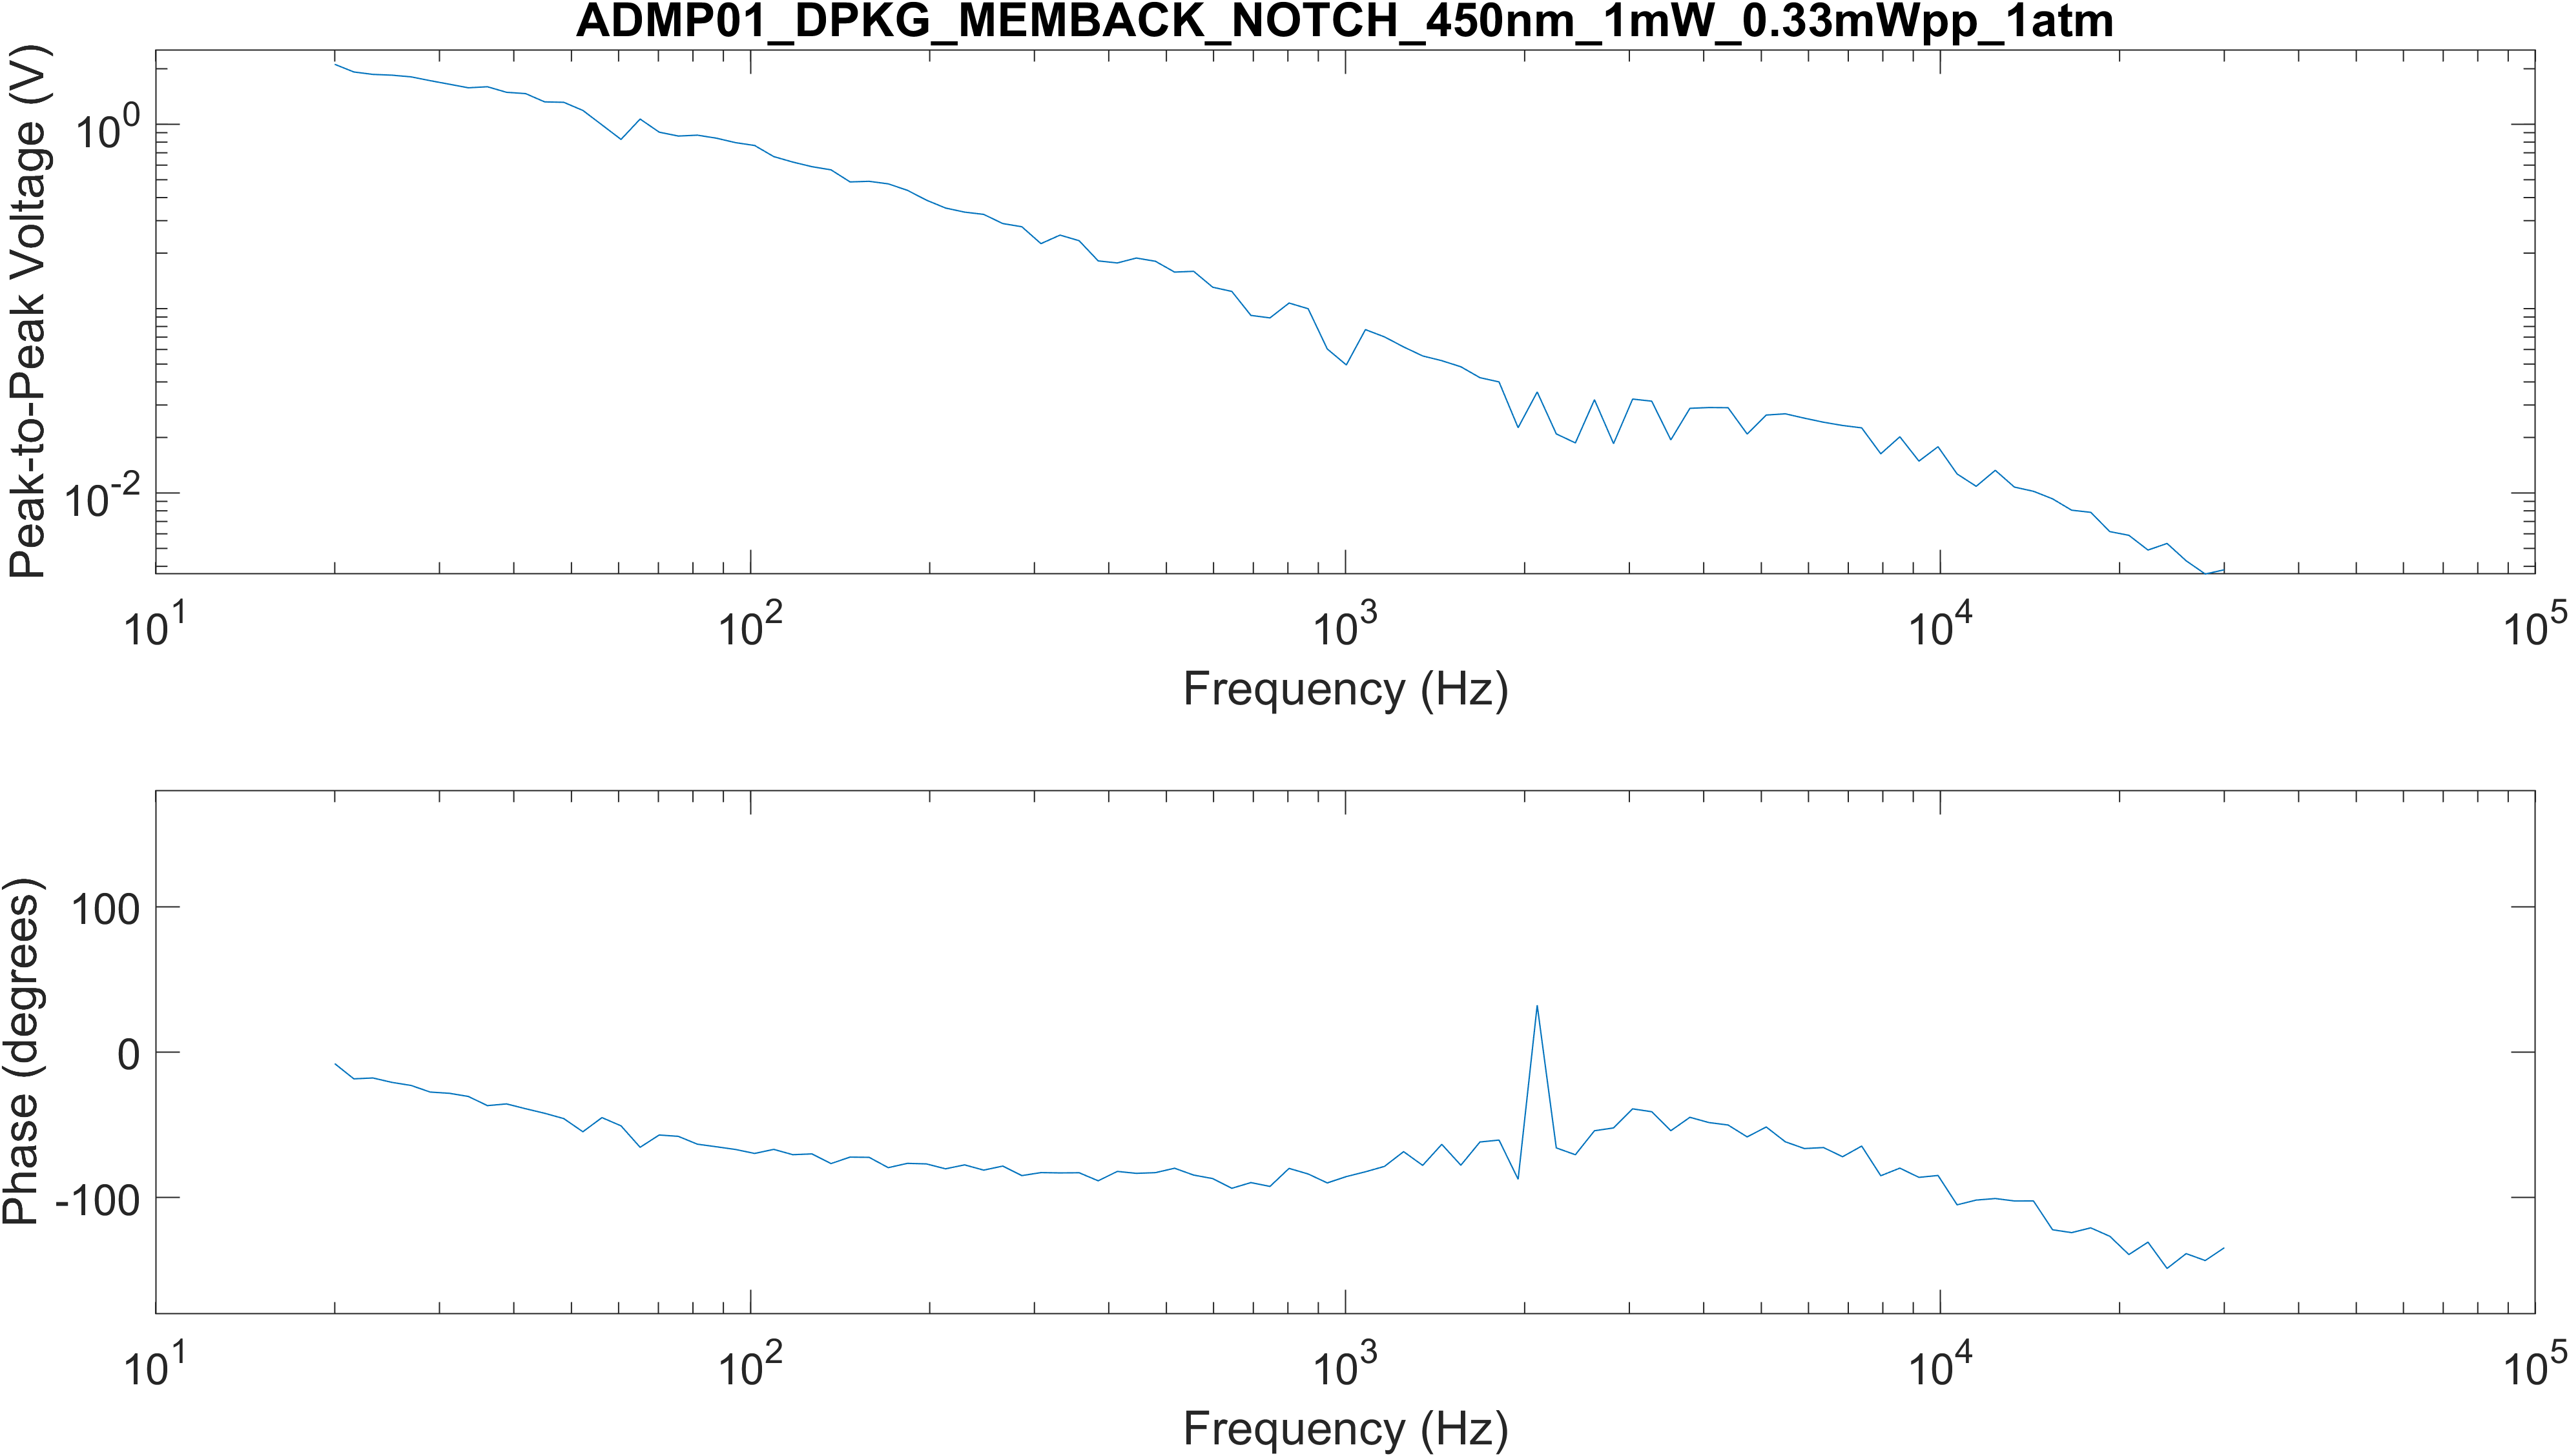 ADMP01_DPKG_MEMBACK_NOTCH_450nm_1mW_0.33mWpp_1atm
Peak-to-Peak Voltage (V)
10^0
10^-2
10^1 10^2 10^3 10^4 10^5
Frequency (Hz)
Phase (degrees)
100
0
-100
10^1 10^2 10^3 10^4 10^5
Frequency (Hz)